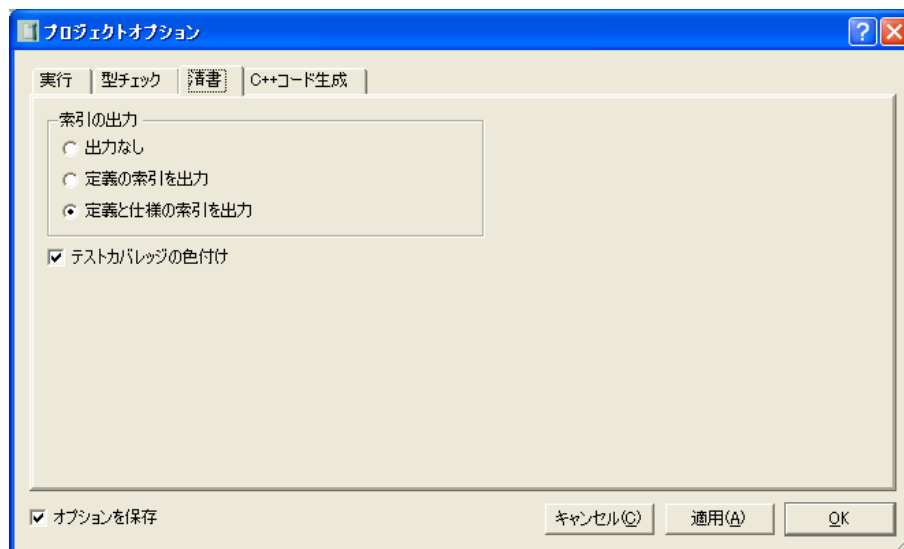 プロジェクトオプション
実行 型チェック 清書 C++コード生成
索引の出力
出力なし
定義の索引を出力
定義と仕様の索引を出力
テストカバレッジの色付け
オプションを保存 キャンセル(C) 適用(A) OK